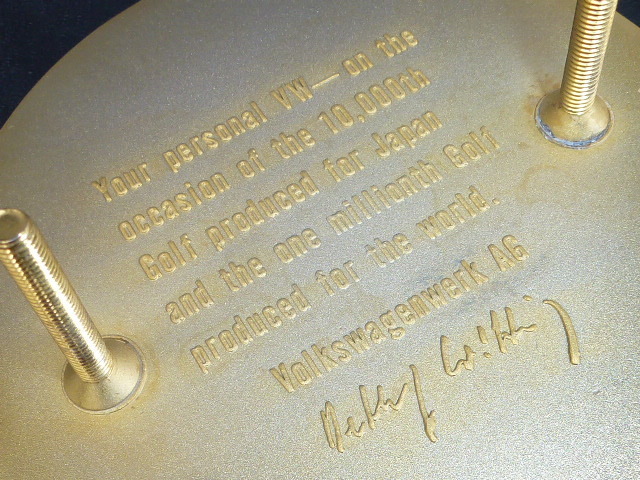 Your personal VW—on the
occasion of the 10,000th
Golf produced for Japan
and the one millionth Golf
produced for the world.
Volkswagenwerk AG